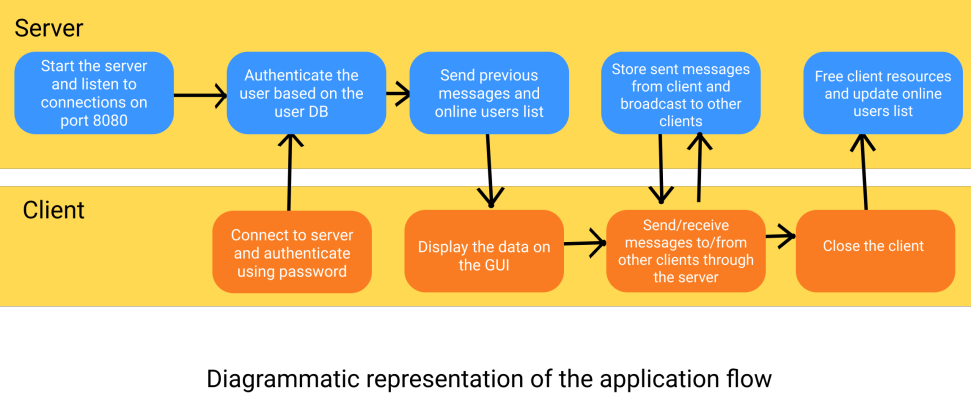 Server
Start the server
and listen to
connections on
port 8080
Authenticate the
user based on the
user DB
Send previous
messages and
online users list
Store sent messages
from client and
broadcast to other
clients
Free client resources
and update online
users list
Client
Connect to server
and authenticate
using password
Display the data on
the GUI
Send/receive
messages to/from
other clients through
the server
Close the client
Diagrammatic representation of the application flow